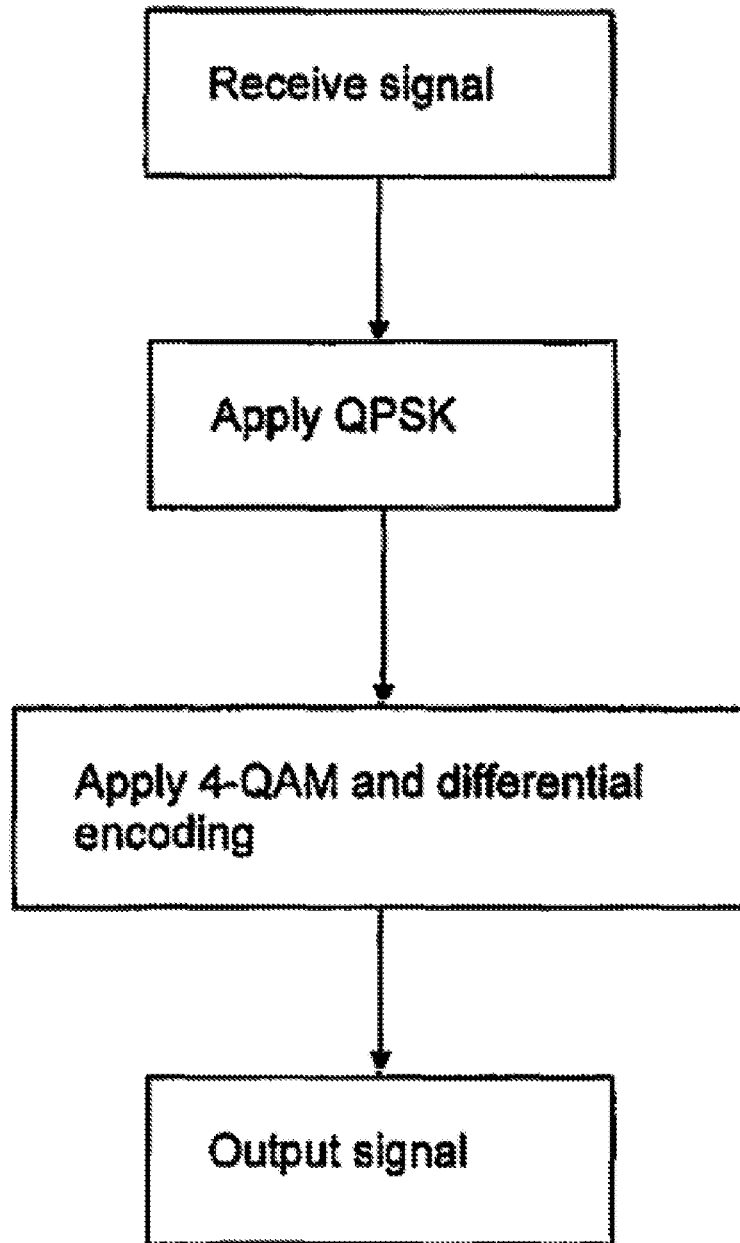 Receive signal
Apply QPSK
Apply 4-QAM and differential
encoding
Output signal